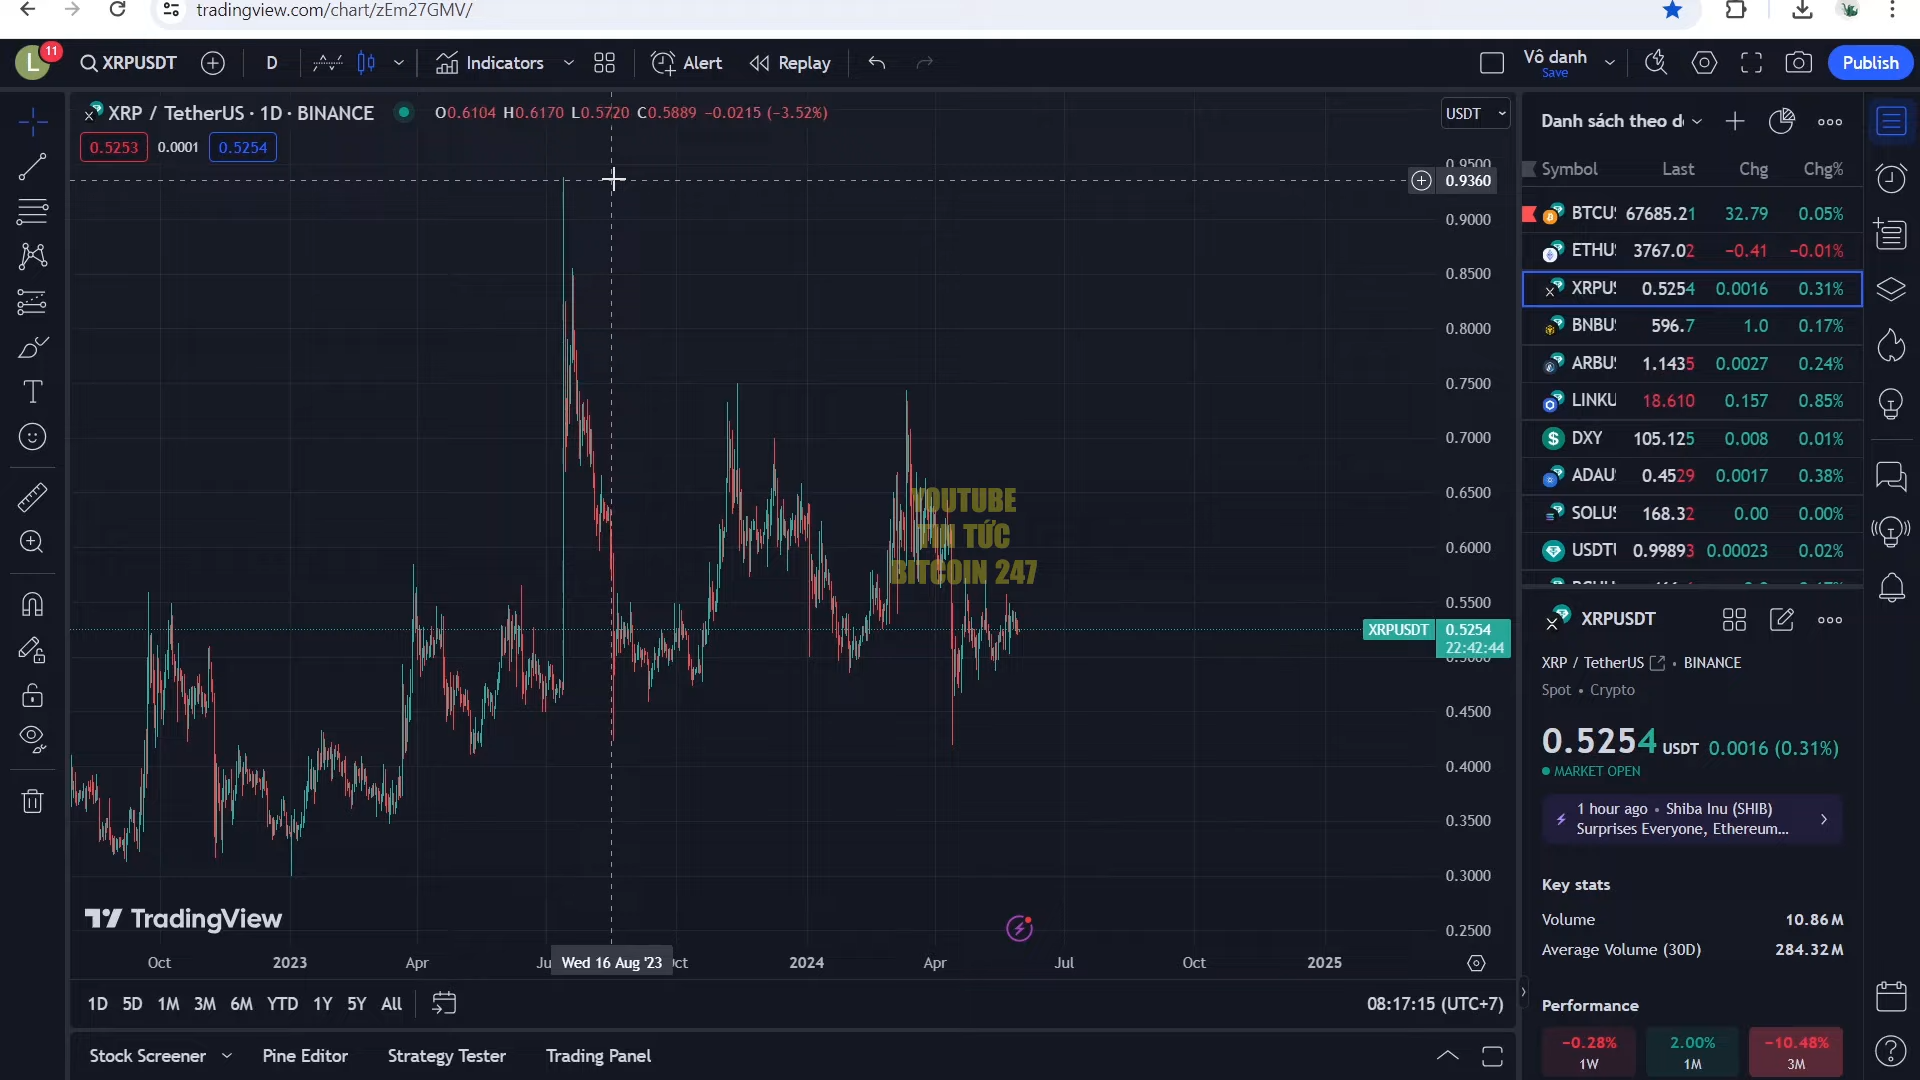 tradingview.com/chart/zEm27GMV/
L 11 XRPUSDT D Indicators Alert Replay Vô danh Save Publish
XRP / TetherUS · 1D · BINANCE O0.6104 H0.6170 L0.5720 C0.5889 −0.0215 (−3.52%)
0.5253 0.0001 0.5254
USDT
0.9500
0.9360
0.9000
0.8500
0.8000
0.7500
0.7000
0.6500
0.6000
0.5500
XRPUSDT 0.5254
22:42:44
0.5000
0.4500
0.4000
0.3500
0.3000
0.2500
YOUTUBE
TIN TỨC
BITCOIN 247
TradingView
Oct 2023 Apr Ju Wed 16 Aug '23 ct 2024 Apr Jul Oct 2025
1D 5D 1M 3M 6M YTD 1Y 5Y All 08:17:15 (UTC+7)
Stock Screener Pine Editor Strategy Tester Trading Panel
Danh sách theo d
Symbol Last Chg Chg%
BTCU 67685.21 32.79 0.05%
ETHU 3767.02 −0.41 −0.01%
XRPU 0.5254 0.0016 0.31%
BNBU 596.7 1.0 0.17%
ARBU 1.1435 0.0027 0.24%
LINKU 18.610 0.157 0.85%
DXY 105.125 0.008 0.01%
ADAU 0.4529 0.0017 0.38%
SOLU 168.32 0.00 0.00%
USDT 0.99893 0.00023 0.02%
XRPUSDT
XRP / TetherUS • BINANCE
Spot • Crypto
0.5254 USDT 0.0016 (0.31%)
MARKET OPEN
1 hour ago • Shiba Inu (SHIB)
Surprises Everyone, Ethereum...
Key stats
Volume 10.86M
Average Volume (30D) 284.32M
Performance
−0.28% 2.00% −10.48%
1W 1M 3M